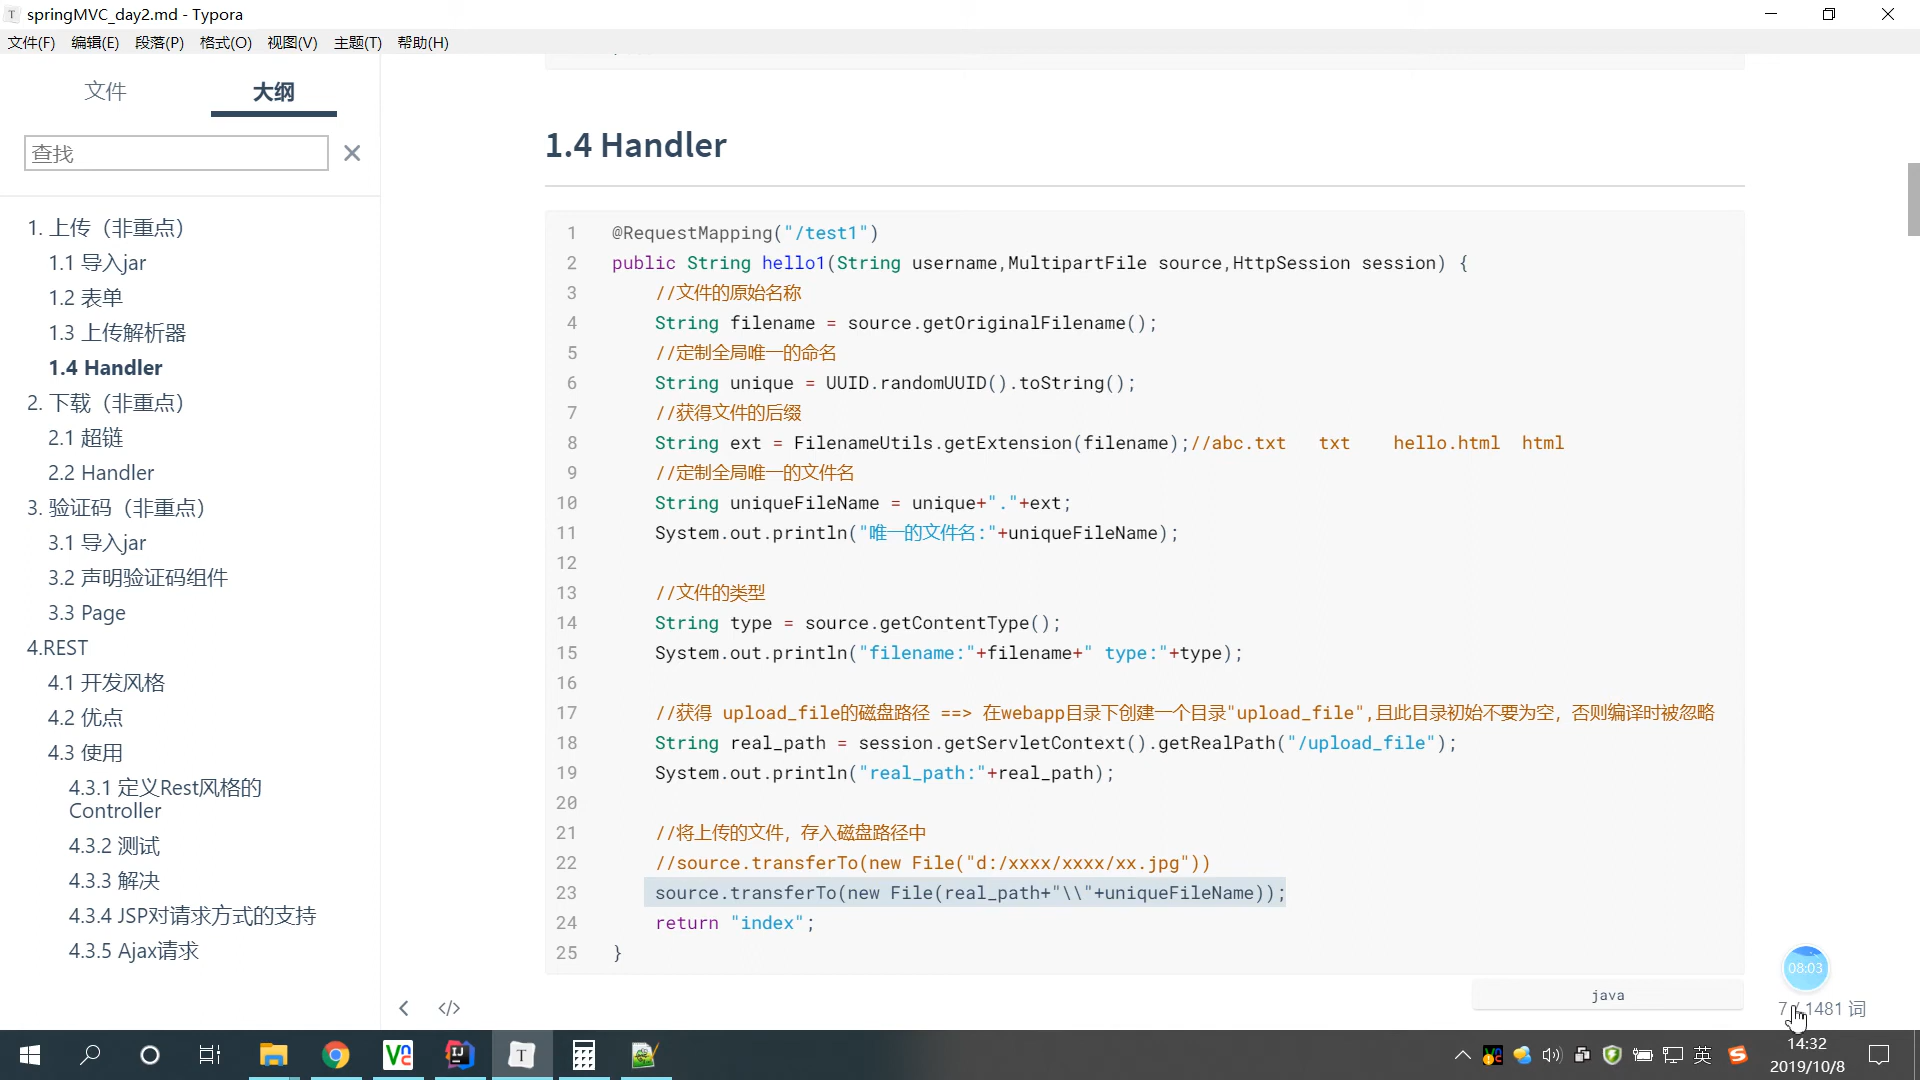 springMVC_day2.md - Typora
文件(F) 编辑(E) 段落(P) 格式(O) 视图(V) 主题(T) 帮助(H)
文件 大纲
查找
1. 上传（非重点）
1.1 导入jar
1.2 表单
1.3 上传解析器
1.4 Handler
2. 下载（非重点）
2.1 超链
2.2 Handler
3. 验证码（非重点）
3.1 导入jar
3.2 声明验证码组件
3.3 Page
4.REST
4.1 开发风格
4.2 优点
4.3 使用
4.3.1 定义Rest风格的
Controller
4.3.2 测试
4.3.3 解决
4.3.4 JSP对请求方式的支持
4.3.5 Ajax请求
1.4 Handler
1 @RequestMapping("/test1")
2 public String hello1(String username,MultipartFile source,HttpSession session) {
3 //文件的原始名称
4 String filename = source.getOriginalFilename();
5 //定制全局唯一的命名
6 String unique = UUID.randomUUID().toString();
7 //获得文件的后缀
8 String ext = FilenameUtils.getExtension(filename);//abc.txt txt hello.html html
9 //定制全局唯一的文件名
10 String uniqueFileName = unique+"."+ext;
11 System.out.println("唯一的文件名:"+uniqueFileName);
12
13 //文件的类型
14 String type = source.getContentType();
15 System.out.println("filename:"+filename+" type:"+type);
16
17 //获得 upload_file的磁盘路径 ==> 在webapp目录下创建一个目录"upload_file",且此目录初始不要为空，否则编译时被忽略
18 String real_path = session.getServletContext().getRealPath("/upload_file");
19 System.out.println("real_path:"+real_path);
20
21 //将上传的文件，存入磁盘路径中
22 //source.transferTo(new File("d:/xxxx/xxxx/xx.jpg"))
23 source.transferTo(new File(real_path+"\\"+uniqueFileName));
24 return "index";
25 }
java
08:03
7 / 1481 词
英
14:32
2019/10/8